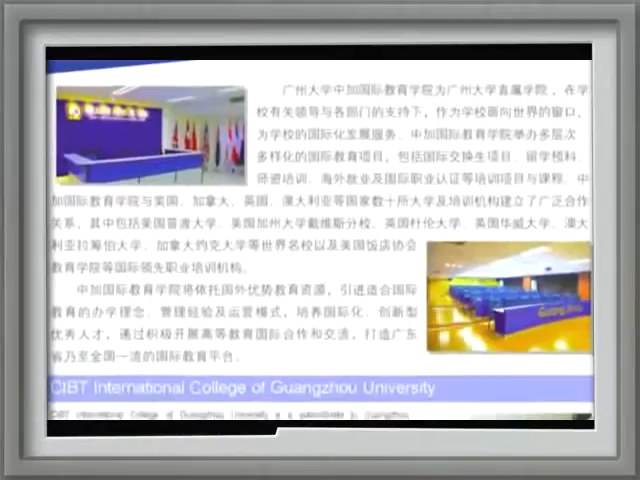 广州大学中加国际教育学院为广州大学直属学院，在学
校有关领导与各部门的支持下，作为学校面向世界的窗口，
为学校的国际化发展服务。中加国际教育学院举办多层次、
多样化的国际教育项目，包括国际交换生项目、留学预科、
师资培训、海外就业及国际职业认证等培训项目与课程。中
加国际教育学院与美国、加拿大、英国、澳大利亚等国家数十所大学及培训机构建立了广泛合作
关系，其中包括美国普渡大学、美国加州大学戴维斯分校、英国杜伦大学、英国华威大学、澳大
利亚拉筹伯大学、加拿大约克大学等世界名校以及美国饭店协会
教育学院等国际领先职业培训机构。
中加国际教育学院将依托国外优势教育资源，引进适合国际
教育的办学理念、管理经验及运营模式，培养国际化、创新型
优秀人才，通过积极开展高等教育国际合作和交流，打造广东
省乃至全国一流的国际教育平台。
CIBT International College of Guangzhou University
CIBT International College of Guangzhou University is a subordinate to Guangzhou